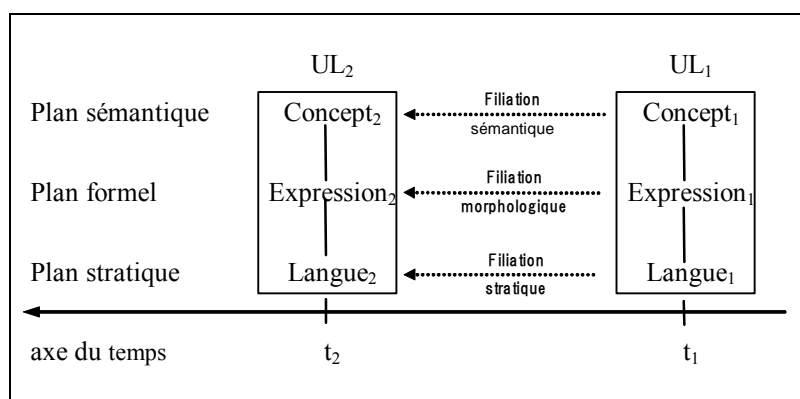 UL₂ UL₁
Plan sémantique Concept₂ Filiation sémantique Concept₁
Plan formel Expression₂ Filiation morphologique Expression₁
Plan stratique Langue₂ Filiation stratique Langue₁
axe du temps t₂ t₁